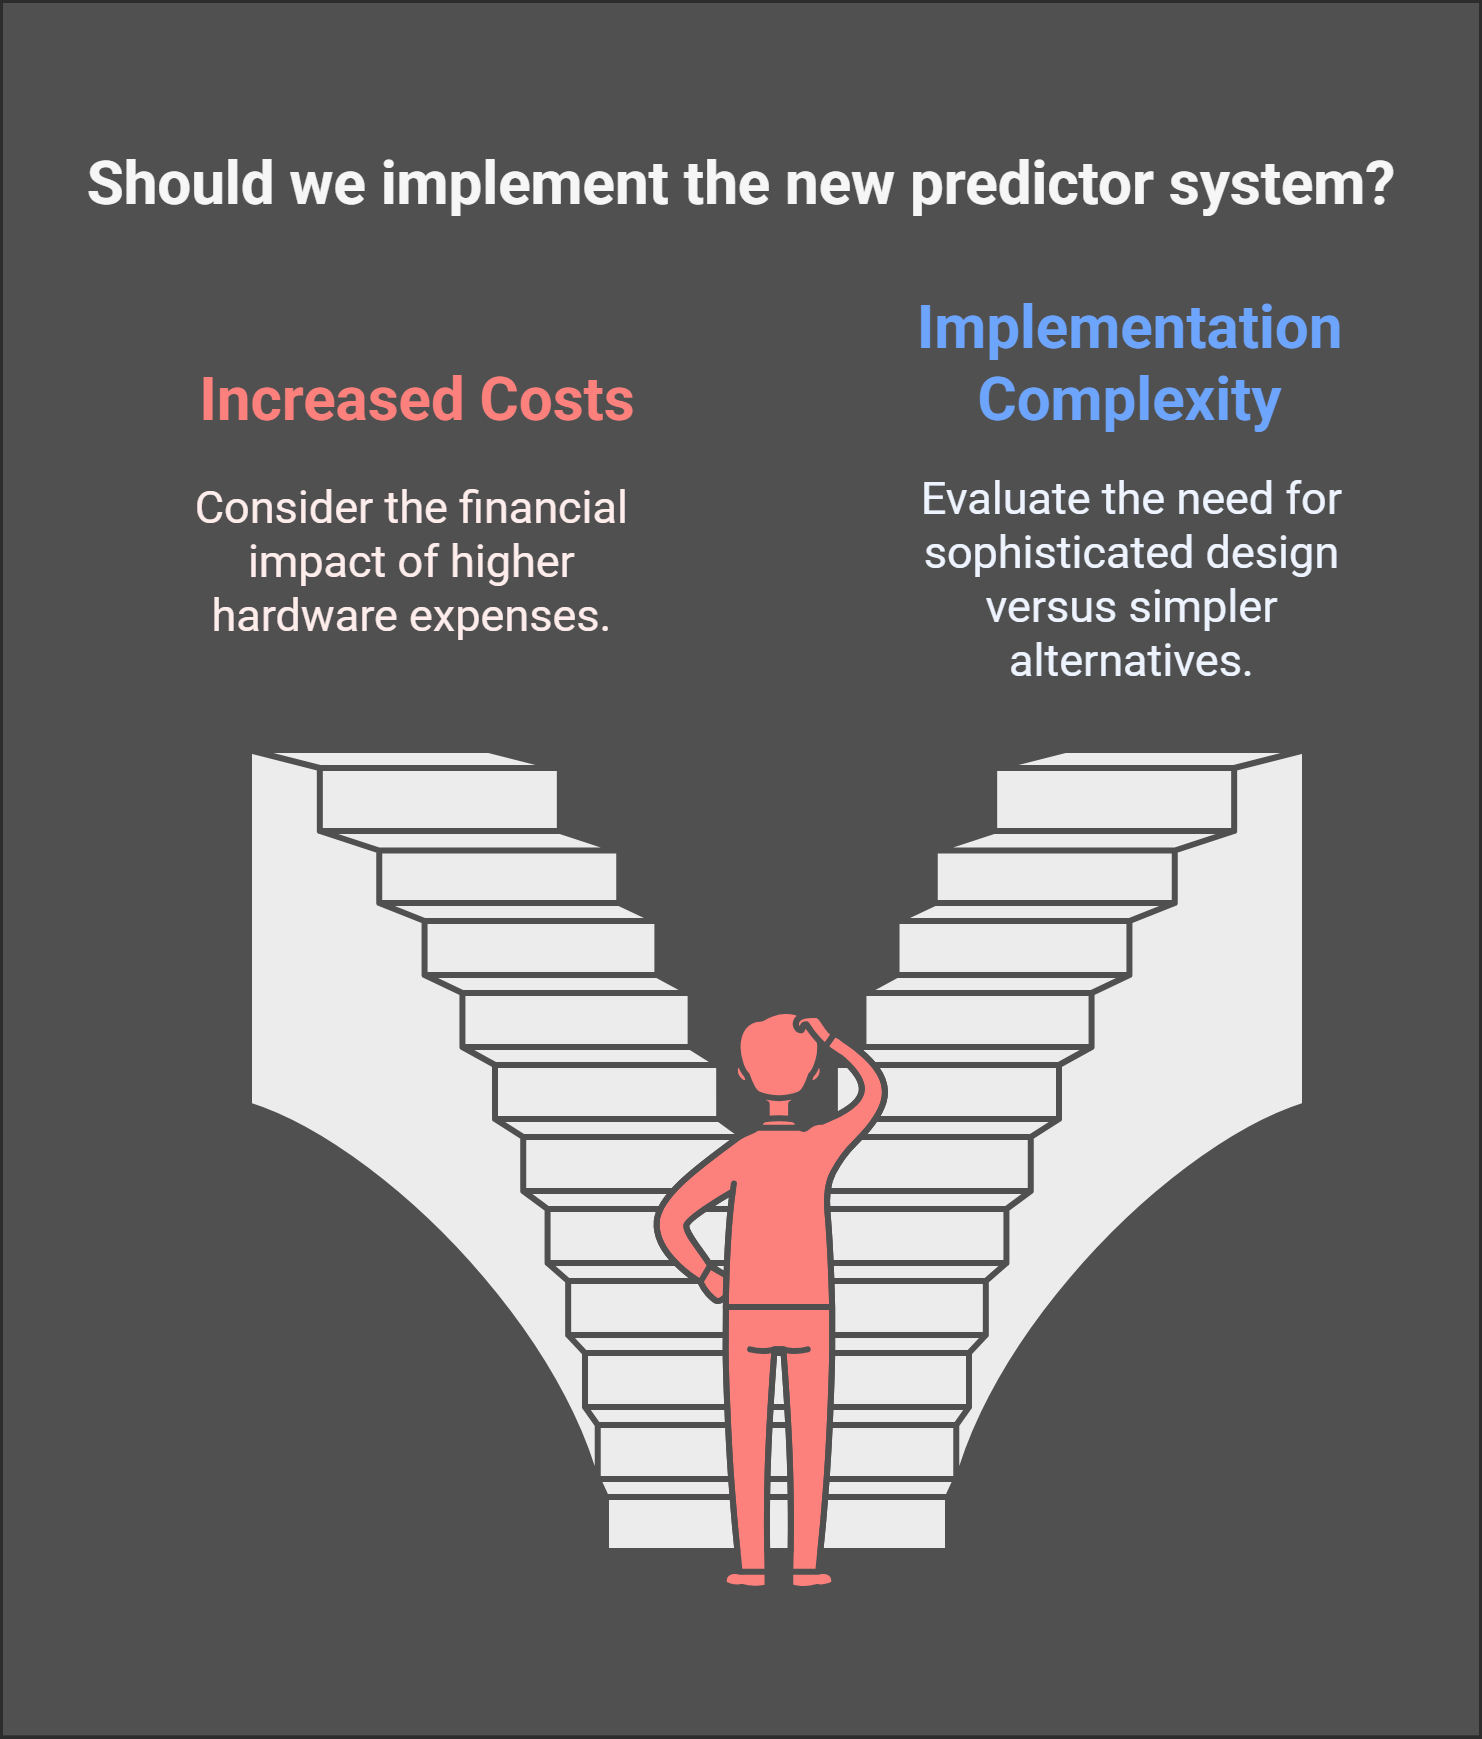 Should we implement the new predictor system?
Increased Costs
Consider the financial
impact of higher
hardware expenses.
Implementation
Complexity
Evaluate the need for
sophisticated design
versus simpler
alternatives.